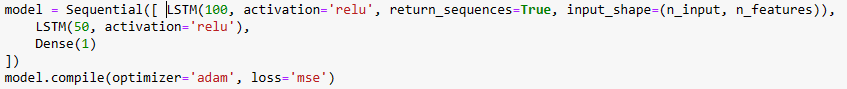 model = Sequential([ LSTM(100, activation='relu', return_sequences=True, input_shape=(n_input, n_features)),
    LSTM(50, activation='relu'),
    Dense(1)
])
model.compile(optimizer='adam', loss='mse')